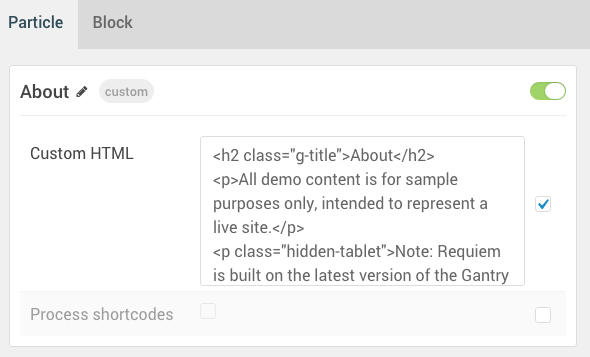 Particle Block
About custom
Custom HTML
<h2 class="g-title">About</h2>
<p>All demo content is for sample
purposes only, intended to represent a
live site.</p>
<p class="hidden-tablet">Note: Requiem
is built on the latest version of the Gantry
Process shortcodes